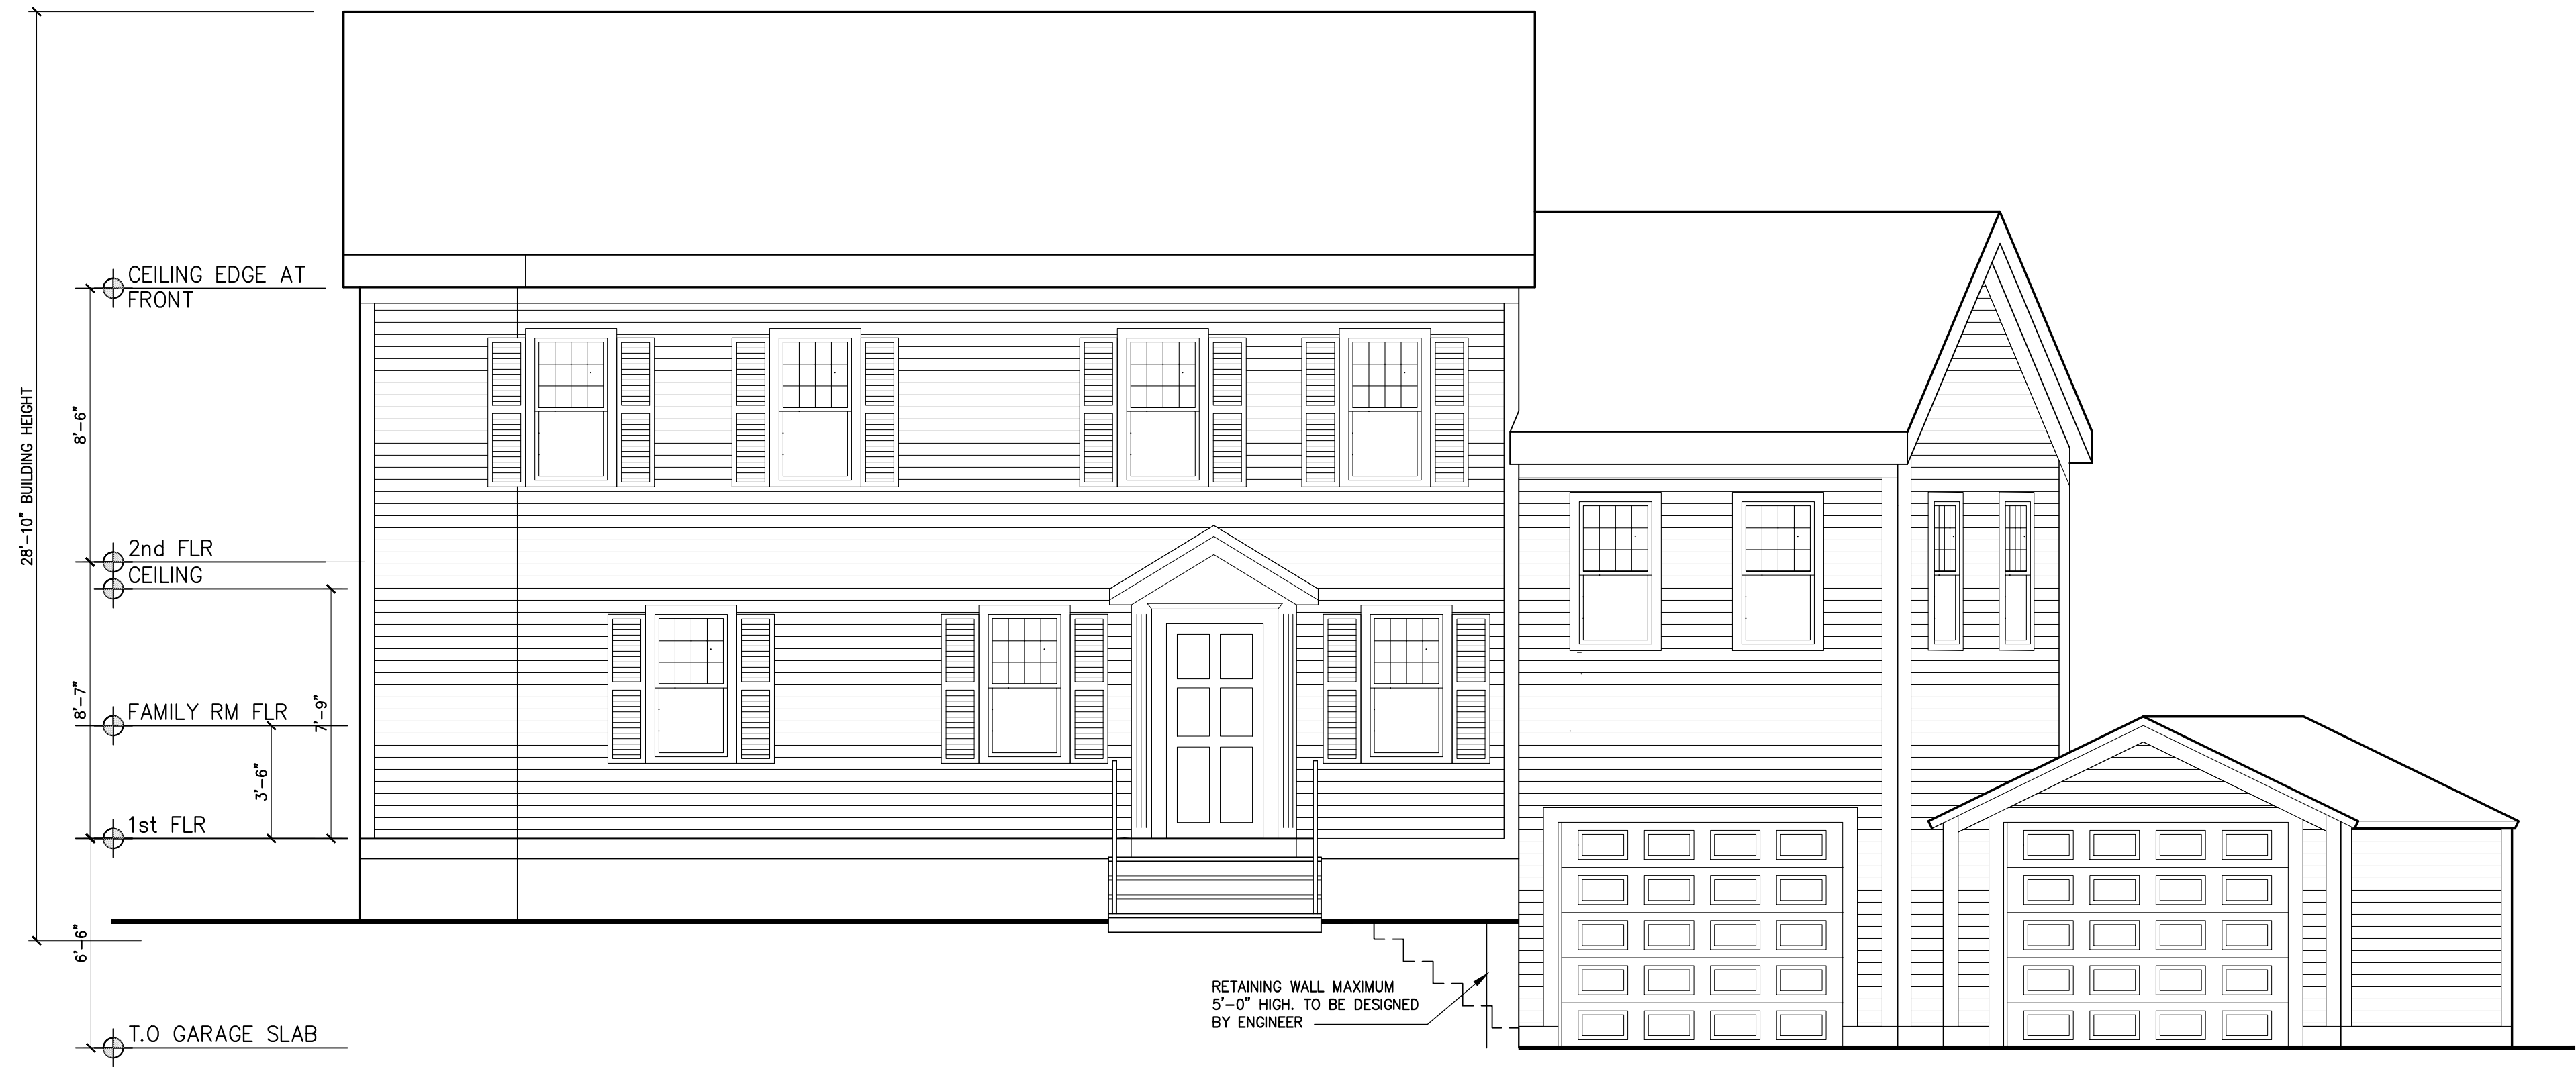 CEILING EDGE AT
FRONT
28'-10" BUILDING HEIGHT
8'-6"
2nd FLR
CEILING
8'-7"
7'-9"
FAMILY RM FLR
3'-6"
1st FLR
6'-6"
RETAINING WALL MAXIMUM
5'-0" HIGH. TO BE DESIGNED
BY ENGINEER
T.O GARAGE SLAB